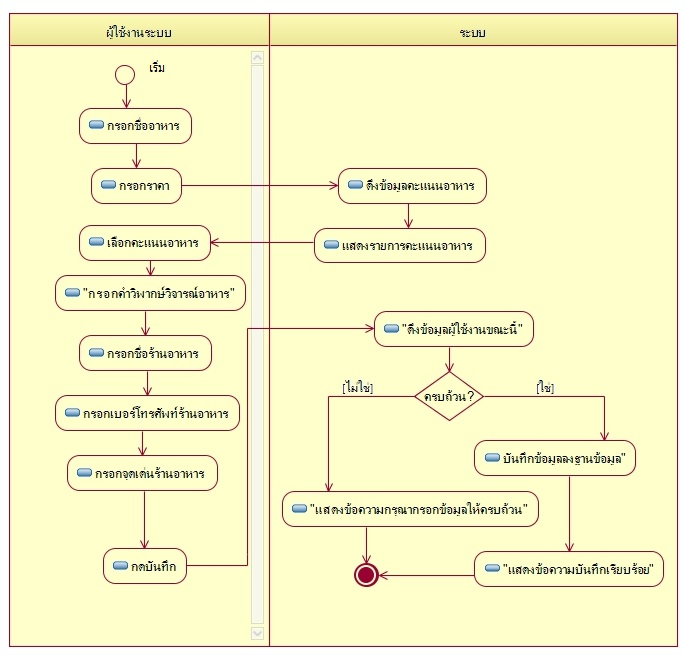 ผู้ใช้งานระบบ
ระบบ
เริ่ม
กรอกชื่ออาหาร
กรอกราคา
ดึงข้อมูลคะแนนอาหาร
เลือกคะแนนอาหาร
แสดงรายการคะแนนอาหาร
"กรอกคำวิพากษ์วิจารณ์อาหาร"
"ดึงข้อมูลผู้ใช้งานขณะนี้"
กรอกชื่อร้านอาหาร
[ไม่ใช่]
ครบถ้วน?
[ใช่]
กรอกเบอร์โทรศัพท์ร้านอาหาร
บันทึกข้อมูลลงฐานข้อมูล"
กรอกจุดเด่นร้านอาหาร
"แสดงข้อความกรุณากรอกข้อมูลให้ครบถ้วน"
กดบันทึก
"แสดงข้อความบันทึกเรียบร้อย"